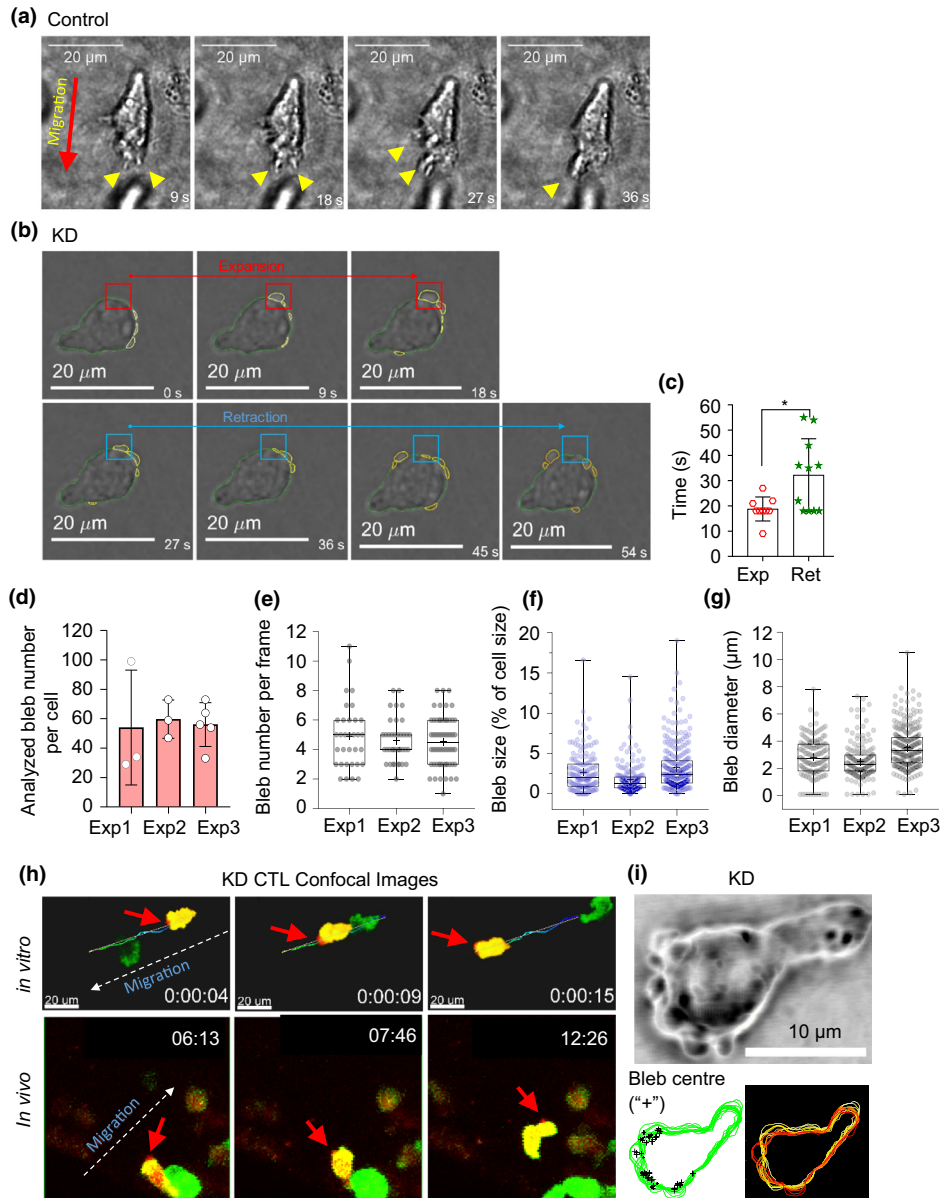 (a) Control
20 μm
20 μm
20 μm
20 μm
Migration
9 s
18 s
27 s
36 s
(b) KD
Expansion
20 μm
0 s
20 μm
9 s
20 μm
18 s
Retraction
20 μm
27 s
20 μm
36 s
20 μm
45 s
20 μm
54 s
(c)
*
Time (s)
60
50
40
30
20
10
0
Exp
Ret
(d)
Analyzed bleb number
per cell
120
100
80
60
40
20
0
Exp1
Exp2
Exp3
(e)
Bleb number per frame
12
10
8
6
4
2
0
Exp1
Exp2
Exp3
(f)
Bleb size (% of cell size)
20
15
10
5
0
Exp1
Exp2
Exp3
(g)
Bleb diameter (μm)
12
10
8
6
4
2
0
Exp1
Exp2
Exp3
(h)
KD CTL Confocal Images
in vitro
Migration
20 um
0:00:04
20 um
0:00:09
20 um
0:00:15
In vivo
06:13
Migration
07:46
12:26
(i)
KD
10 μm
Bleb centre
("+")